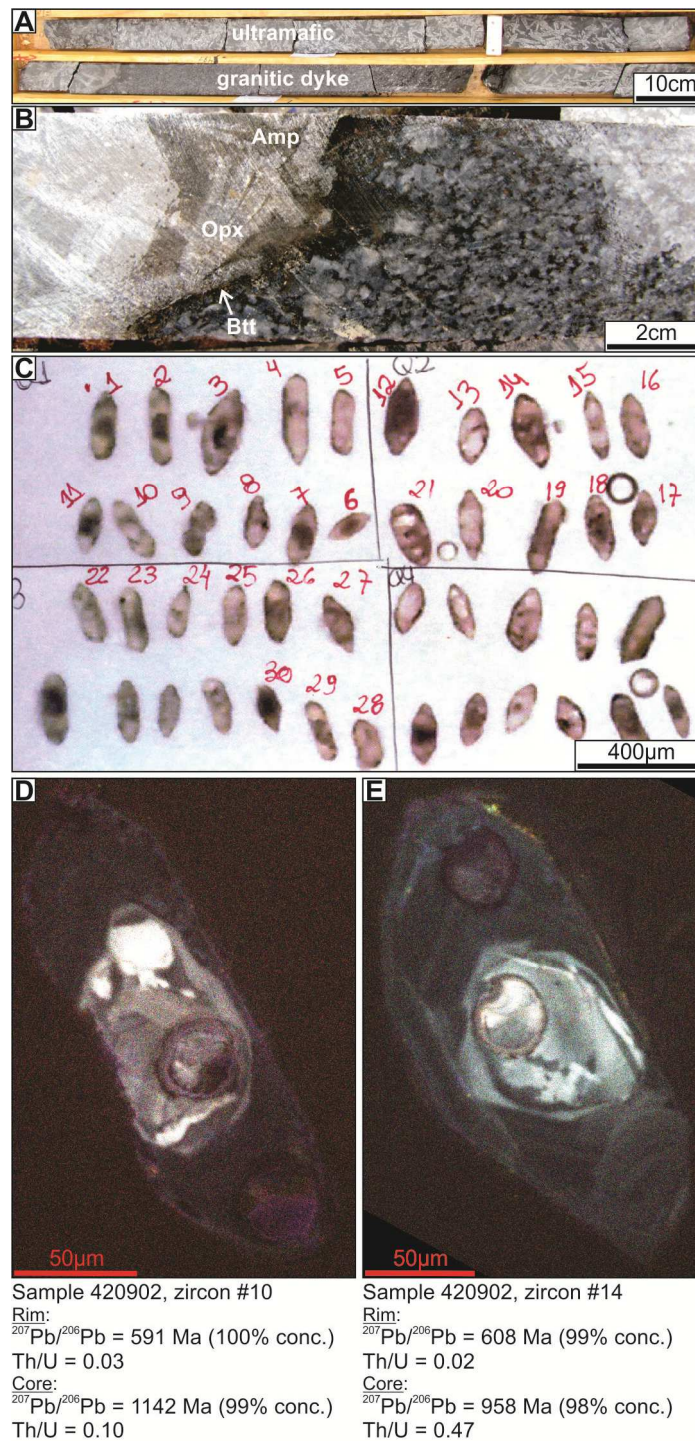 A
ultramafic
granitic dyke
10cm
B
Amp
Opx
Btt
2cm
C
Q2
1 2 3 4 5 12 13 14 15 16
11 10 9 8 7 6 21 20 19 18 17
22 23 24 25 26 27
30 29 28
400µm
D
E
50µm
50µm
Sample 420902, zircon #10
Rim:
²⁰⁷Pb/²⁰⁶Pb = 591 Ma (100% conc.)
Th/U = 0.03
Core:
²⁰⁷Pb/²⁰⁶Pb = 1142 Ma (99% conc.)
Th/U = 0.10
Sample 420902, zircon #14
Rim:
²⁰⁷Pb/²⁰⁶Pb = 608 Ma (99% conc.)
Th/U = 0.02
Core:
²⁰⁷Pb/²⁰⁶Pb = 958 Ma (98% conc.)
Th/U = 0.47